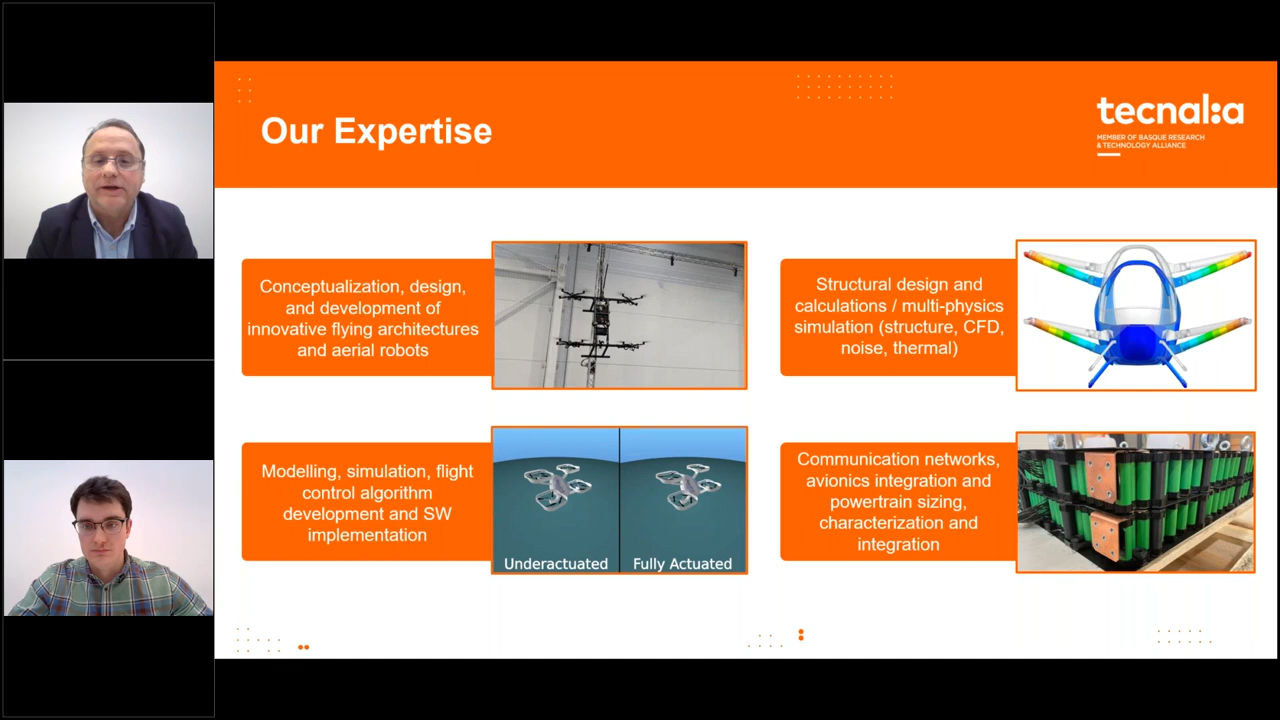 Our Expertise
tecnal:a
MEMBER OF BASQUE RESEARCH
& TECHNOLOGY ALLIANCE
Conceptualization, design,
and development of
innovative flying architectures
and aerial robots
Structural design and
calculations / multi-physics
simulation (structure, CFD,
noise, thermal)
Modelling, simulation, flight
control algorithm
development and SW
implementation
Underactuated
Fully Actuated
Communication networks,
avionics integration and
powertrain sizing,
characterization and
integration